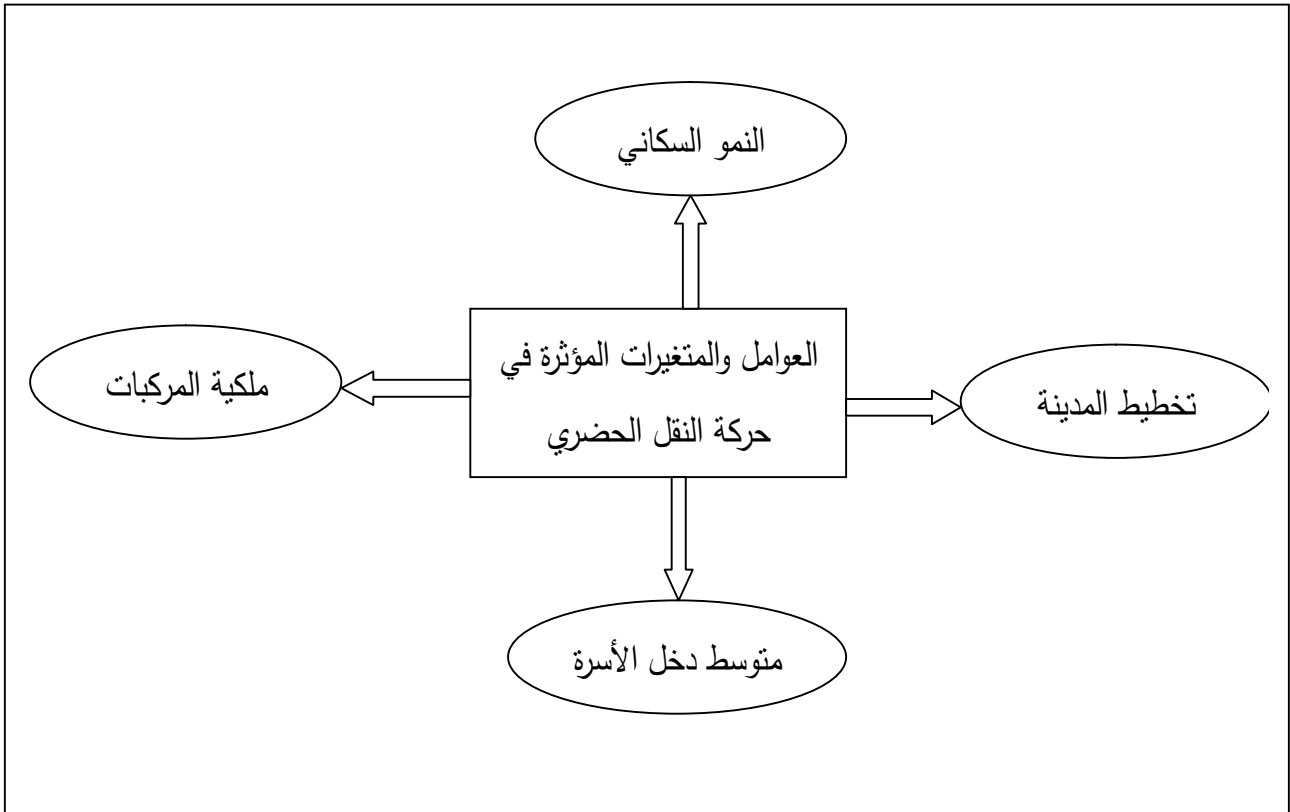 النمو السكاني
العوامل والمتغيرات المؤثرة في
حركة النقل الحضري
تخطيط المدينة
ملكية المركبات
متوسط دخل الأسرة